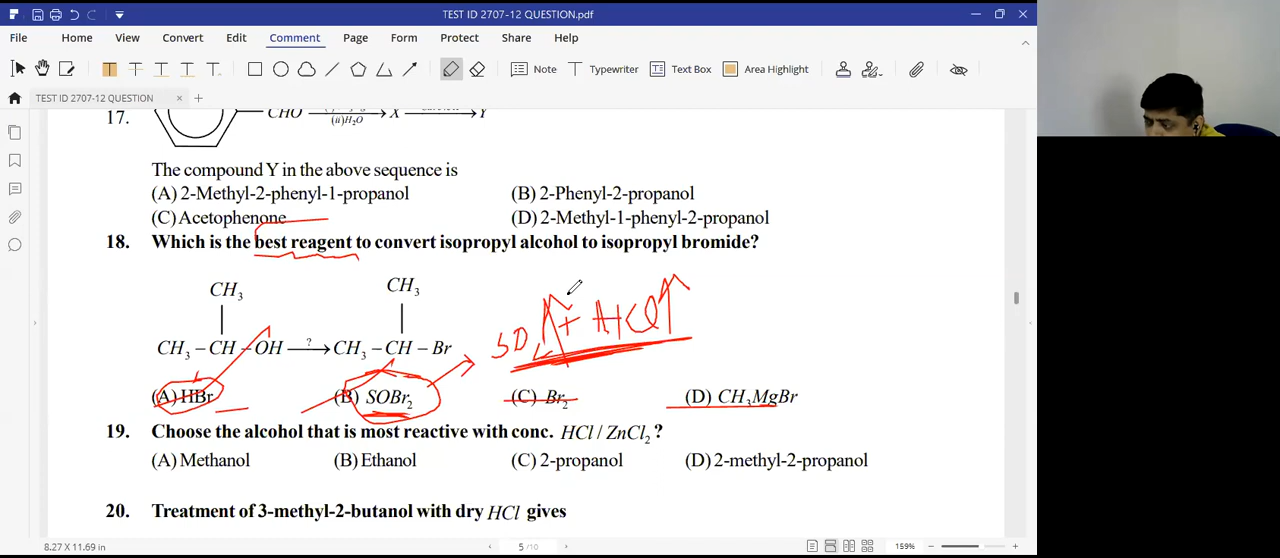 TEST ID 2707-12 QUESTION.pdf
File Home View Convert Edit Comment Page Form Protect Share Help
Note Typewriter Text Box Area Highlight
TEST ID 2707-12 QUESTION
17. CHO (ii)H₂O X Y
The compound Y in the above sequence is
(A) 2-Methyl-2-phenyl-1-propanol (B) 2-Phenyl-2-propanol
(C) Acetophenone (D) 2-Methyl-1-phenyl-2-propanol
18. Which is the best reagent to convert isopropyl alcohol to isopropyl bromide?
CH₃ CH₃
SO + HCl
CH₃ – CH – OH ? CH₃ – CH – Br
(A) HBr (B) SOBr₂ (C) Br₂ (D) CH₃MgBr
19. Choose the alcohol that is most reactive with conc. HCl / ZnCl₂ ?
(A) Methanol (B) Ethanol (C) 2-propanol (D) 2-methyl-2-propanol
20. Treatment of 3-methyl-2-butanol with dry HCl gives
8.27 X 11.69 in 5 /10 159%